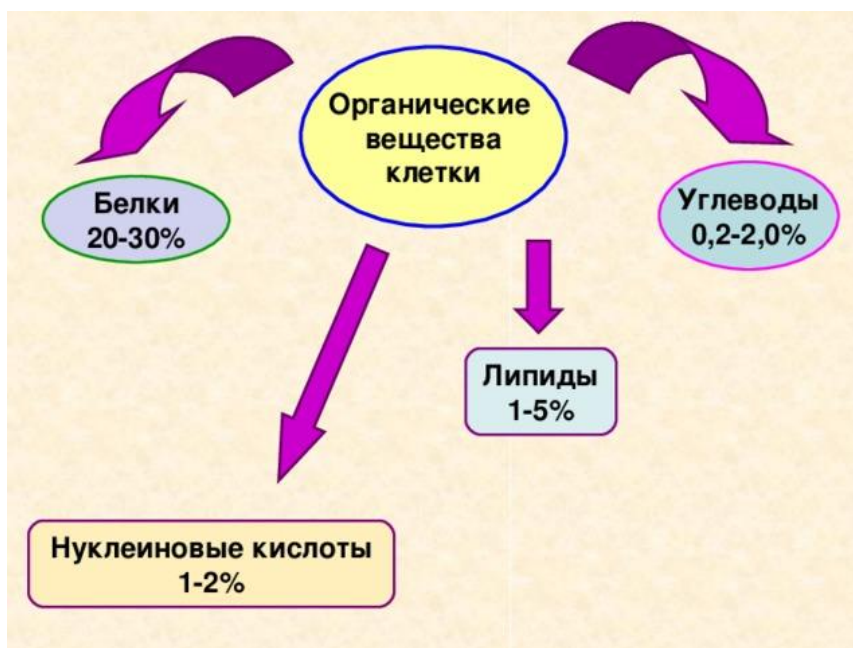 Органические
вещества
клетки
Белки
20-30%
Углеводы
0,2-2,0%
Липиды
1-5%
Нуклеиновые кислоты
1-2%